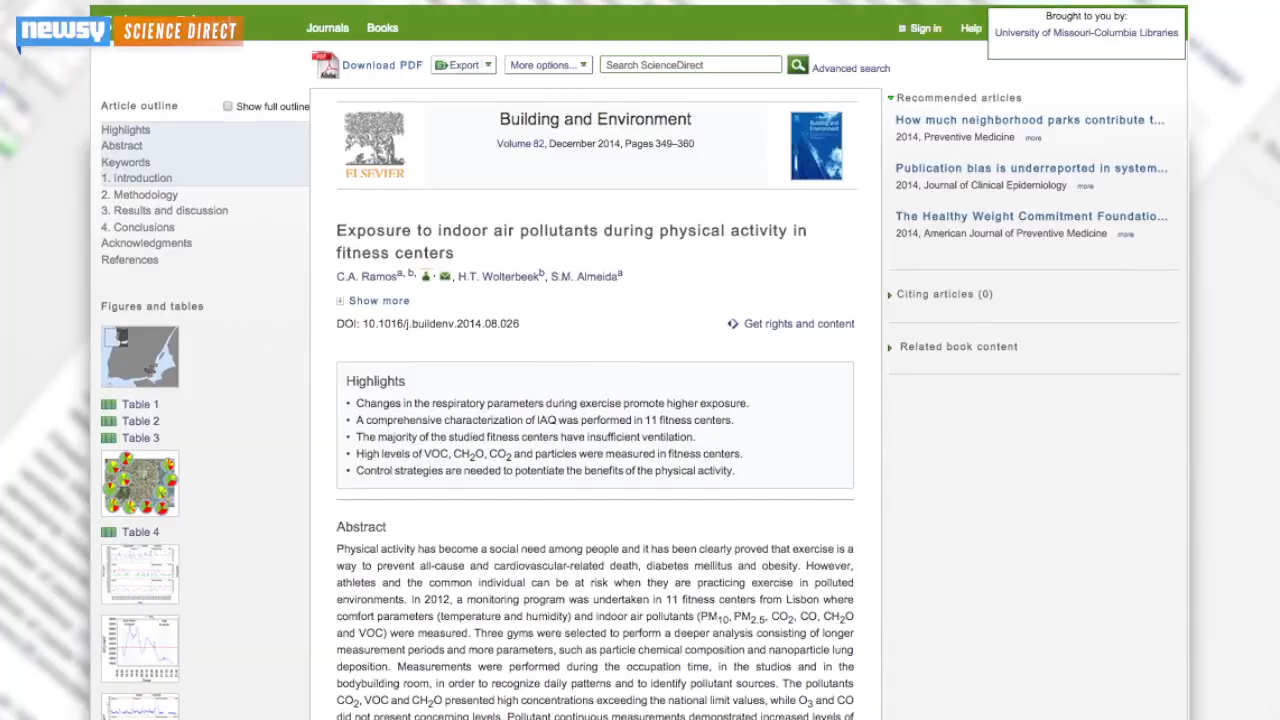 newsy SCIENCE DIRECT
Journals Books
Sign in Help
Brought to you by:
University of Missouri-Columbia Libraries
Download PDF Export More options... Search ScienceDirect Advanced search
Article outline Show full outline
Highlights
Abstract
Keywords
1. Introduction
2. Methodology
3. Results and discussion
4. Conclusions
Acknowledgments
References
Figures and tables
Table 1
Table 2
Table 3
Table 4
ELSEVIER
Building and Environment
Volume 82, December 2014, Pages 349–360
Exposure to indoor air pollutants during physical activity in
fitness centers
C.A. Ramosa, b, , H.T. Wolterbeekb, S.M. Almeidaa
Show more
DOI: 10.1016/j.buildenv.2014.08.026
Get rights and content
Highlights
• Changes in the respiratory parameters during exercise promote higher exposure.
• A comprehensive characterization of IAQ was performed in 11 fitness centers.
• The majority of the studied fitness centers have insufficient ventilation.
• High levels of VOC, CH2O, CO2 and particles were measured in fitness centers.
• Control strategies are needed to potentiate the benefits of the physical activity.
Abstract
Physical activity has become a social need among people and it has been clearly proved that exercise is a
way to prevent all-cause and cardiovascular-related death, diabetes mellitus and obesity. However,
athletes and the common individual can be at risk when they are practicing exercise in polluted
environments. In 2012, a monitoring program was undertaken in 11 fitness centers from Lisbon where
comfort parameters (temperature and humidity) and indoor air pollutants (PM10, PM2.5, CO2, CO, CH2O
and VOC) were measured. Three gyms were selected to perform a deeper analysis consisting of longer
measurement periods and more parameters, such as particle chemical composition and nanoparticle lung
deposition. Measurements were performed during the occupation time, in the studios and in the
bodybuilding room, in order to recognize daily patterns and to identify pollutant sources. The pollutants
CO2, VOC and CH2O presented high concentrations exceeding the national limit values, while O3 and CO
did not present concerning levels. Pollutant continuous measurements demonstrated increased levels of
Recommended articles
How much neighborhood parks contribute t...
2014, Preventive Medicine more
Publication bias is underreported in system...
2014, Journal of Clinical Epidemiology more
The Healthy Weight Commitment Foundatio...
2014, American Journal of Preventive Medicine more
Citing articles (0)
Related book content